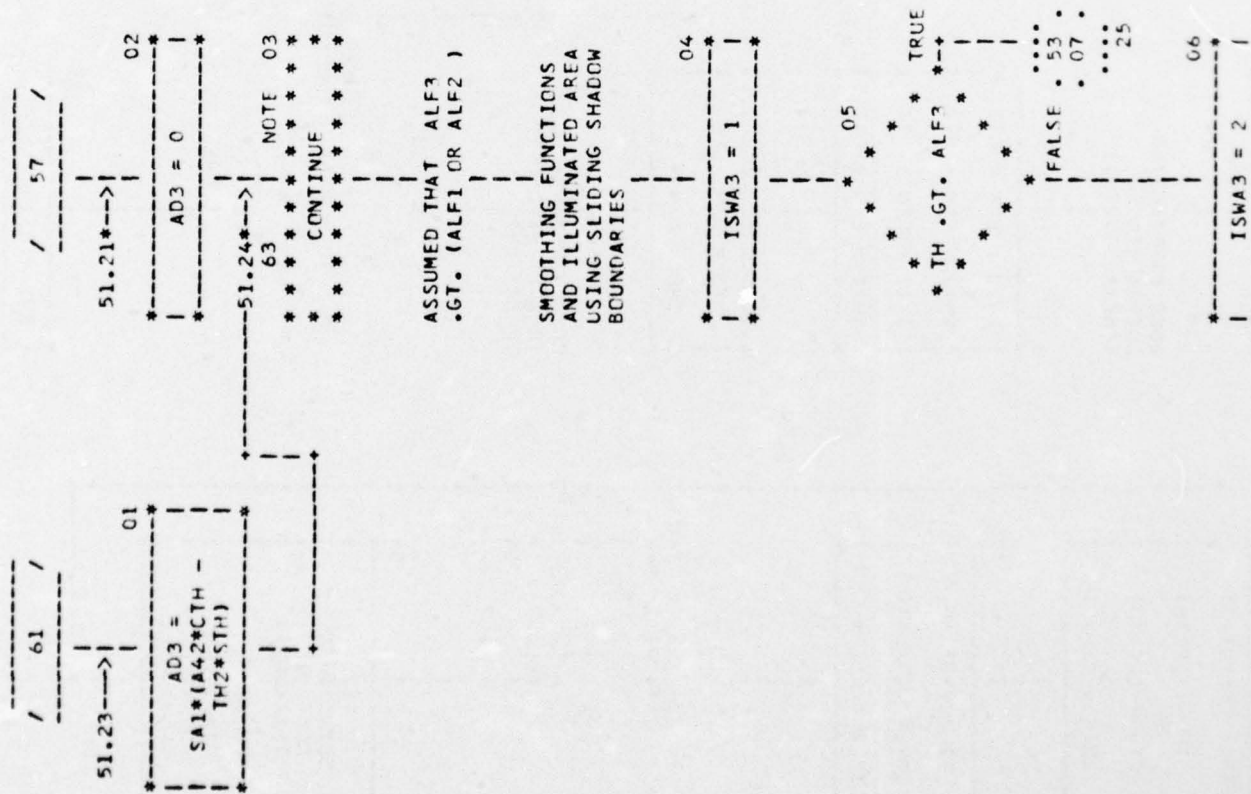 / 61 /
51.23--->|
01
AD3 =
SA1*(A42*CTH -
TH2*STH)
/ 57 /
51.21*--->|
02
AD3 = 0
51.24*--->|
63 NOTE 03
CONTINUE
ASSUMED THAT ALF3
.GT. (ALF1 OR ALF2 )
SMOOTHING FUNCTIONS
AND ILLUMINATED AREA
USING SLIDING SHADOW
BOUNDARIES
04
ISWA3 = 1
05
TH .GT. ALF3
TRUE
FALSE
53
07
25
06
ISWA3 = 2